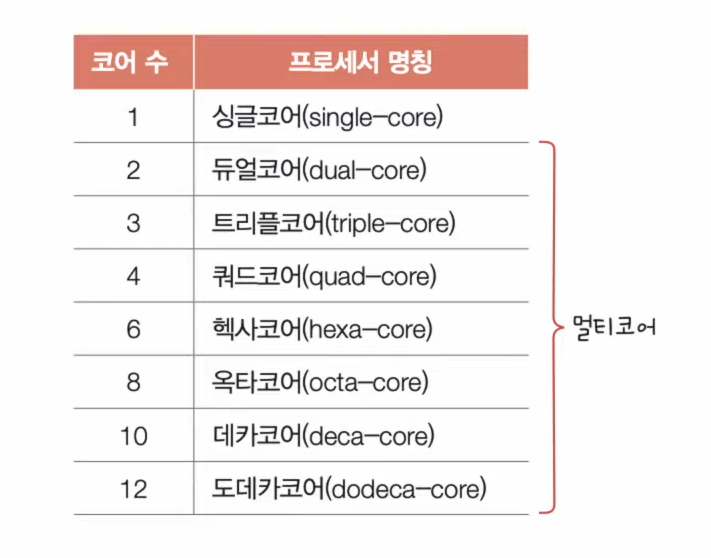 코어 수 프로세서 명칭
1 싱글코어(single-core)
2 듀얼코어(dual-core)
3 트리플코어(triple-core)
4 쿼드코어(quad-core)
6 헥사코어(hexa-core)
8 옥타코어(octa-core)
10 데카코어(deca-core)
12 도데카코어(dodeca-core)
멀티코어